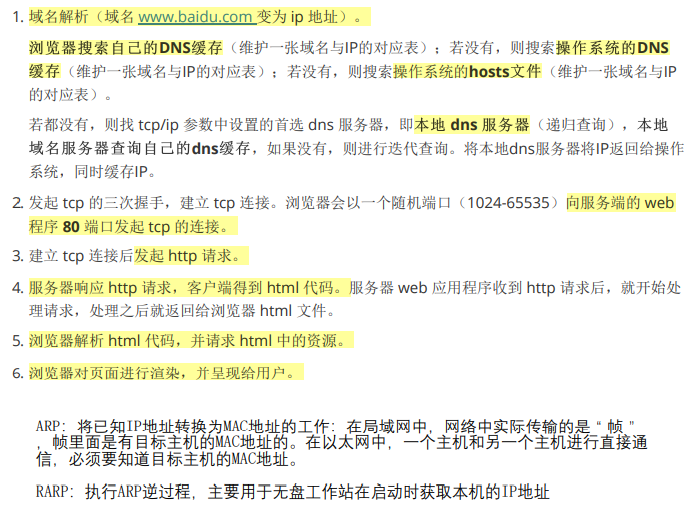 1. 域名解析（域名 www.baidu.com 变为 ip 地址）。
浏览器搜索自己的DNS缓存（维护一张域名与IP的对应表）；若没有，则搜索操作系统的DNS
缓存（维护一张域名与IP的对应表）；若没有，则搜索操作系统的hosts文件（维护一张域名与IP
的对应表）。
若都没有，则找 tcp/ip 参数中设置的首选 dns 服务器，即本地 dns 服务器（递归查询），本地
域名服务器查询自己的dns缓存，如果没有，则进行迭代查询。将本地dns服务器将IP返回给操作
系统，同时缓存IP。
2. 发起 tcp 的三次握手，建立 tcp 连接。浏览器会以一个随机端口（1024-65535）向服务端的 web
程序 80 端口发起 tcp 的连接。
3. 建立 tcp 连接后发起 http 请求。
4. 服务器响应 http 请求，客户端得到 html 代码。服务器 web 应用程序收到 http 请求后，就开始处
理请求，处理之后就返回给浏览器 html 文件。
5. 浏览器解析 html 代码，并请求 html 中的资源。
6. 浏览器对页面进行渲染，并呈现给用户。
ARP：将已知IP地址转换为MAC地址的工作：在局域网中，网络中实际传输的是“帧”
，帧里面是有目标主机的MAC地址的。在以太网中，一个主机和另一个主机进行直接通
信，必须要知道目标主机的MAC地址。
RARP：执行ARP逆过程，主要用于无盘工作站在启动时获取本机的IP地址